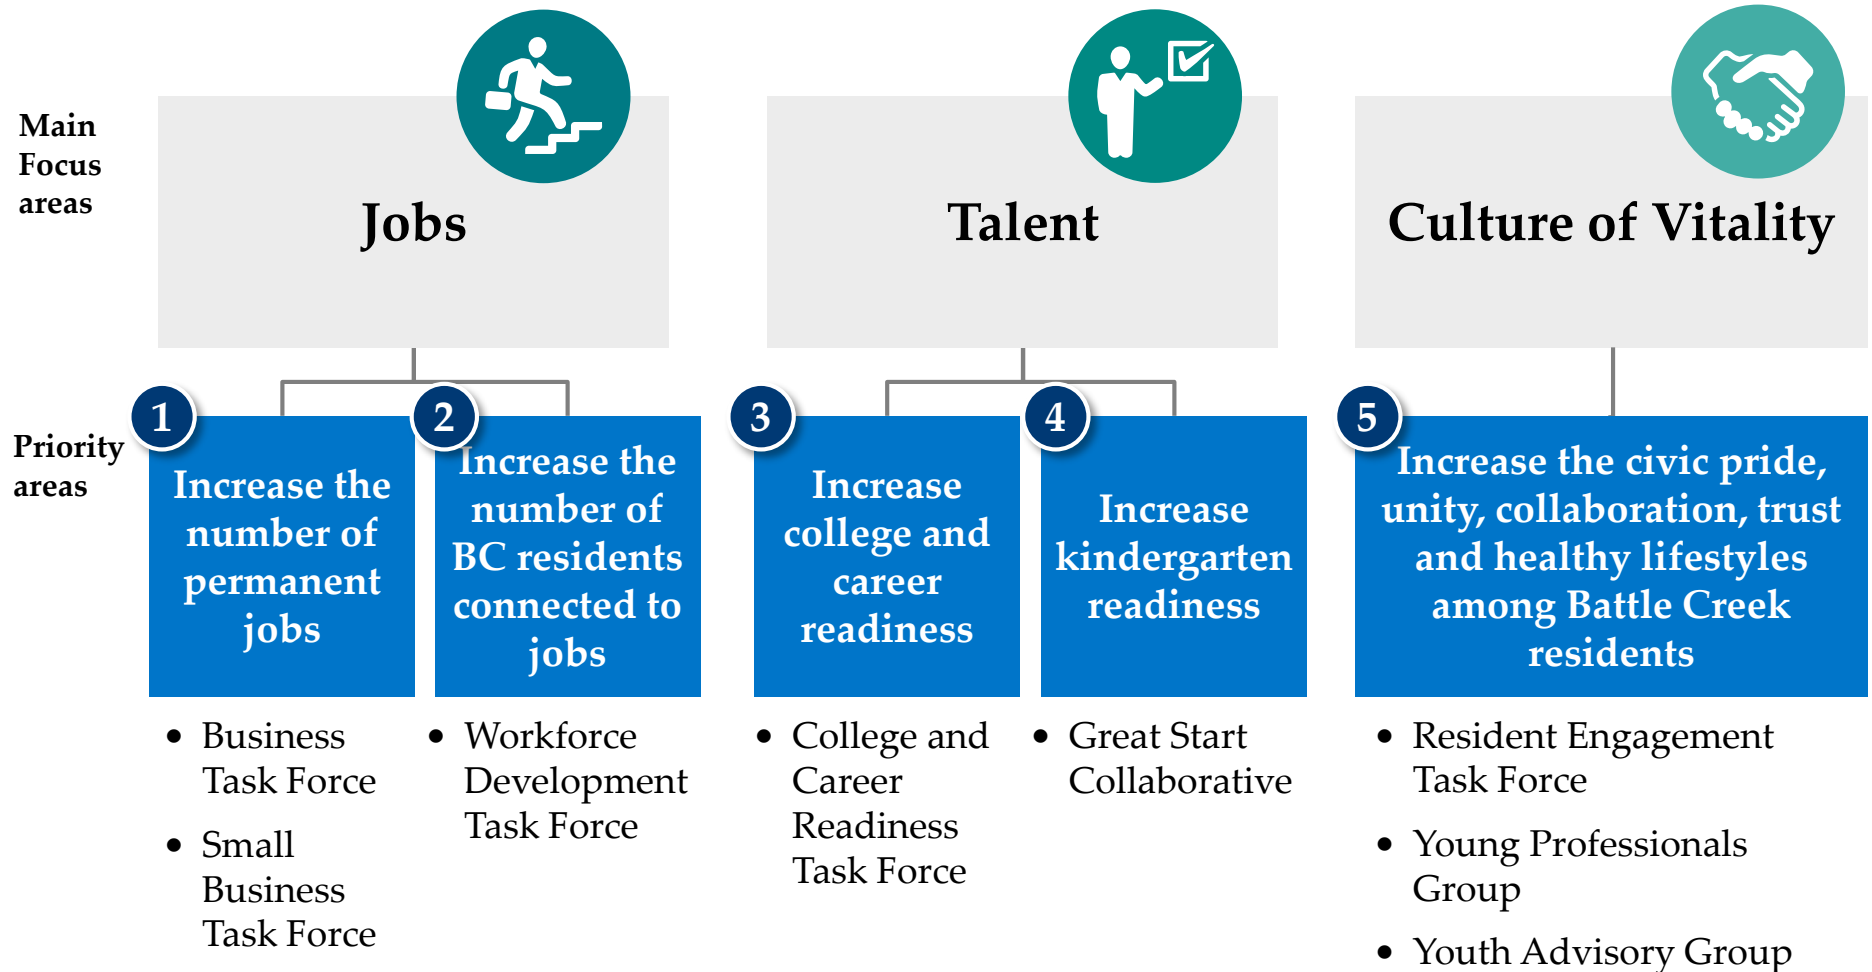 Main
Focus
areas
Jobs
Talent
Culture of Vitality
Priority
areas
1
Increase the
number of
permanent
jobs
2
Increase the
number of
BC residents
connected to
jobs
3
Increase
college and
career
readiness
4
Increase
kindergarten
readiness
5
Increase the civic pride,
unity, collaboration, trust
and healthy lifestyles
among Battle Creek
residents
• Business
Task Force
• Small
Business
Task Force
• Workforce
Development
Task Force
• College and
Career
Readiness
Task Force
• Great Start
Collaborative
• Resident Engagement
Task Force
• Young Professionals
Group
• Youth Advisory Group